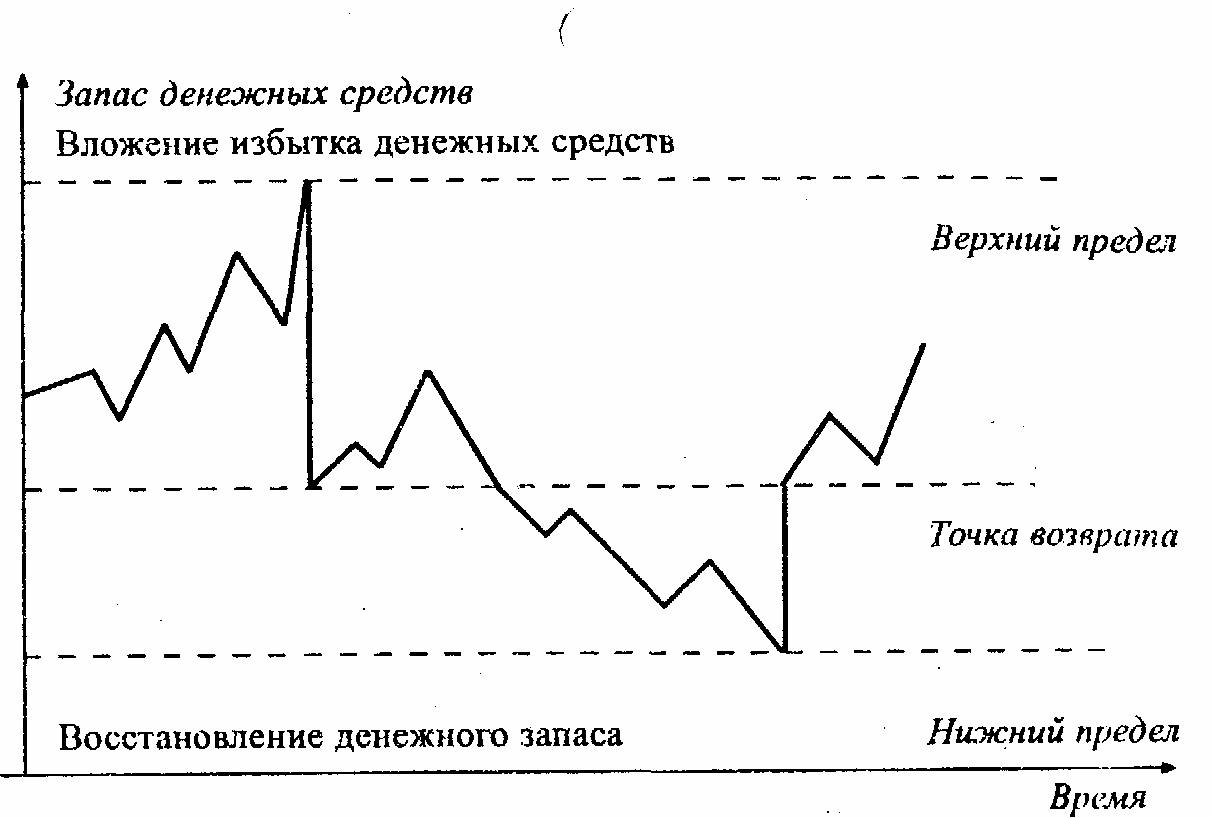 Запас денежных средств
Вложение избытка денежных средств
Верхний предел
Точка возврата
Восстановление денежного запаса
Нижний предел
Время